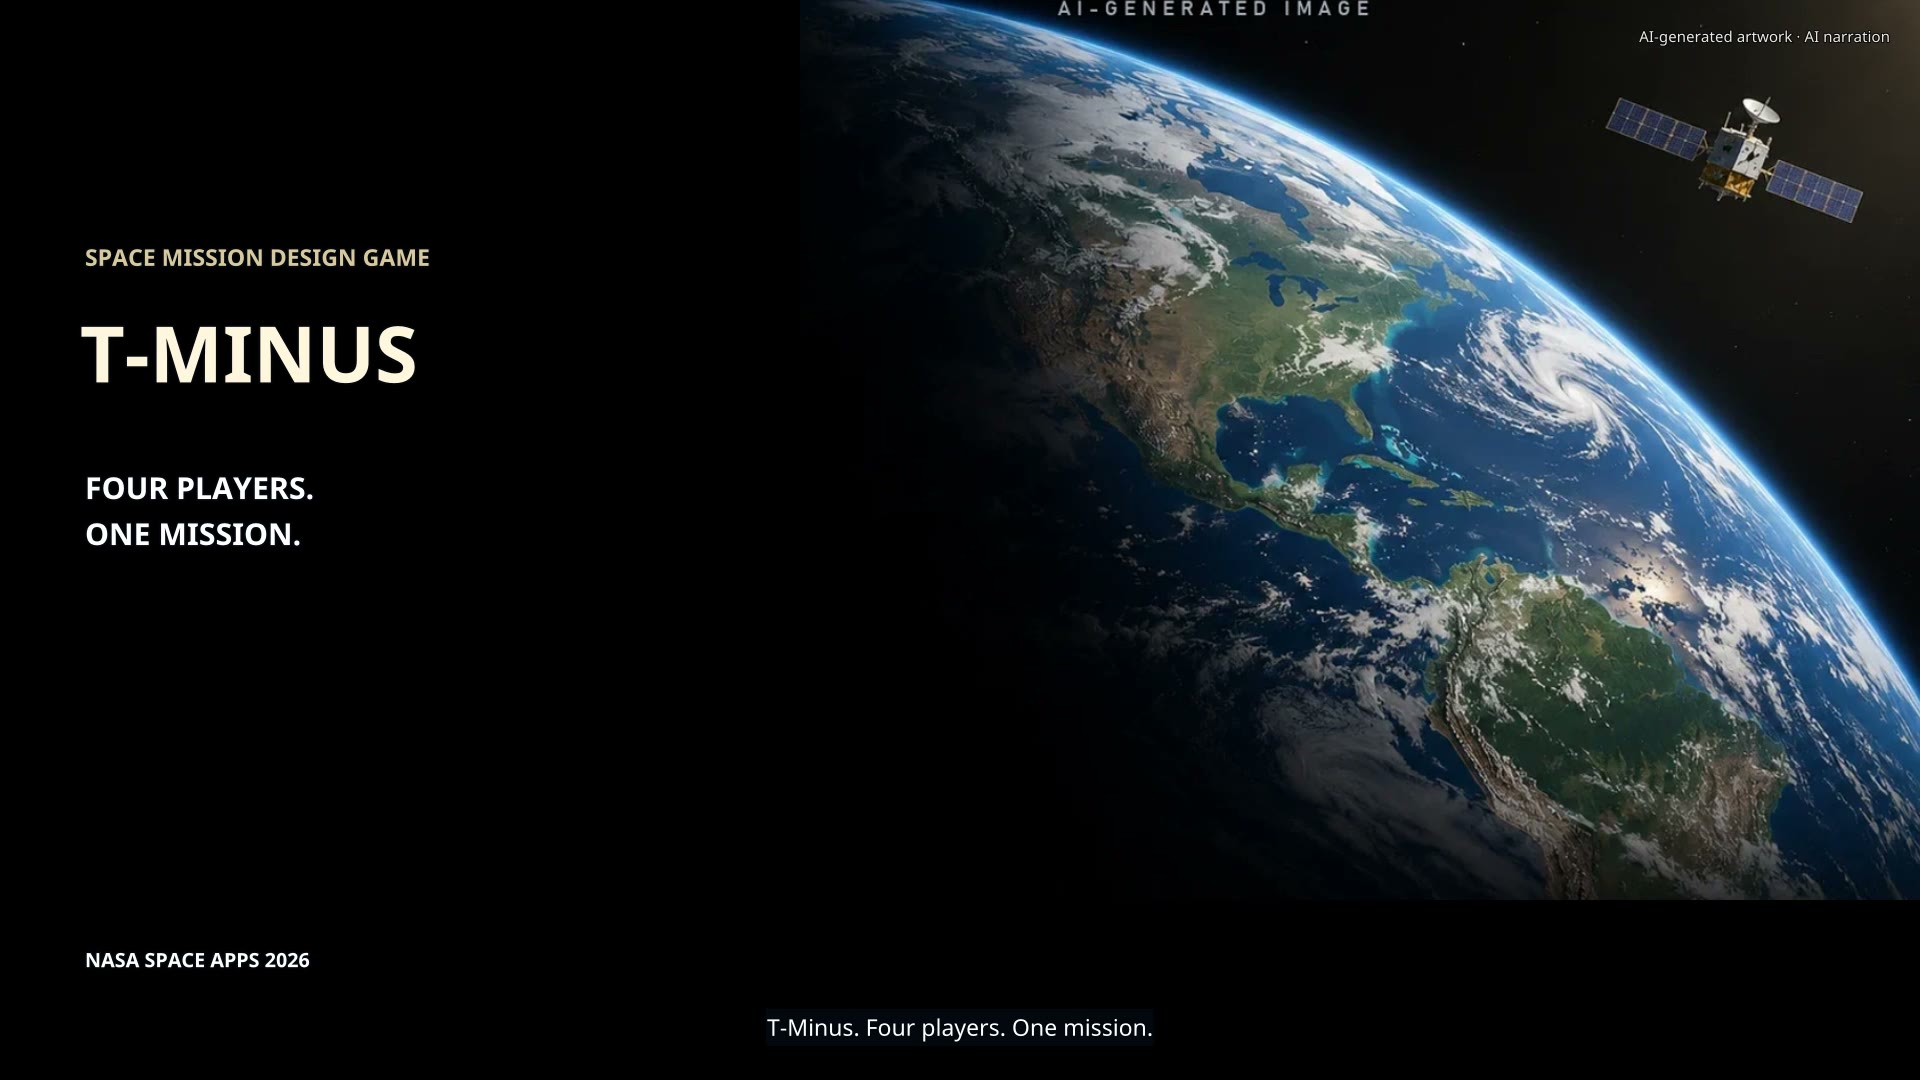 AI-GENERATED IMAGE
AI-generated artwork · AI narration
SPACE MISSION DESIGN GAME
T-MINUS
FOUR PLAYERS.
ONE MISSION.
NASA SPACE APPS 2026
T-Minus. Four players. One mission.